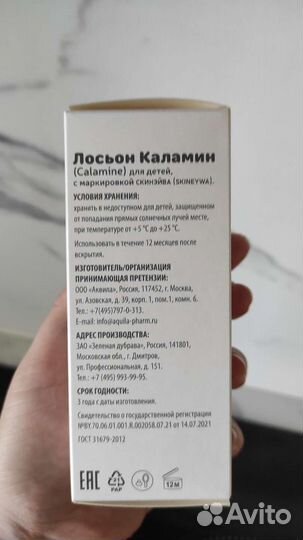 Лосьон Каламин
(Calamine) для детей,
с маркировкой СКИНЭЙВА (SKINEYWA).
УСЛОВИЯ ХРАНЕНИЯ:
хранить в недоступном для детей, защищенном
от попадания прямых солнечных лучей месте,
при температуре от +5 °С до +25 °С.
Использовать в течение 12 месяцев после
вскрытия.
ИЗГОТОВИТЕЛЬ/ОРГАНИЗАЦИЯ
ПРИНИМАЮЩАЯ ПРЕТЕНЗИИ:
ООО «Аквила», Россия, 117452, г. Москва,
ул. Азовская, д. 39, корп. 1, пом.1, комн. 6.
Тел.: +7(495)797-0-313.
E-mail: info@aquila-pharm.ru
АДРЕС ПРОИЗВОДСТВА:
ЗАО «Зеленая дубрава», Россия, 141801,
Московская обл., г. Дмитров,
ул. Профессиональная, д. 151.
Тел.: +7 (495) 993-99-95.
СРОК ГОДНОСТИ:
3 года с даты изготовления.
Свидетельство о государственной регистрации
№BY.70.06.01.001.R.002058.07.21 от 14.07.2021
ГОСТ 31679-2012
EAC
PAP
12М
Avito